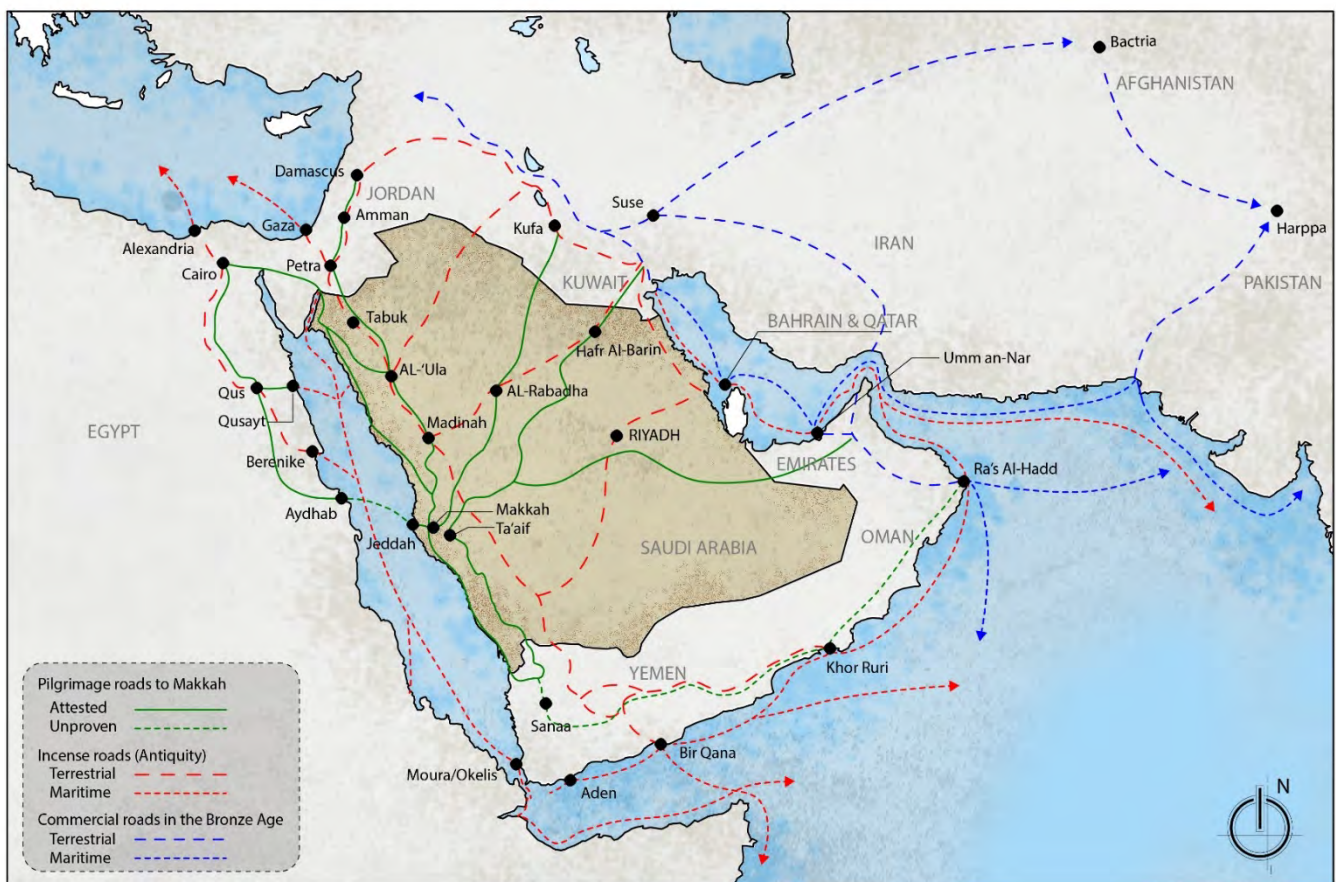 Bactria
AFGHANISTAN
Damascus
JORDAN
Suse
Harppa
Amman
Gaza
Kufa
Alexandria
IRAN
Cairo
Petra
KUWAIT
PAKISTAN
Tabuk
BAHRAIN & QATAR
Hafr Al-Barin
Umm an-Nar
AL-‘Ula
Qus
AL-Rabadha
Qusayt
Madinah
EGYPT
RIYADH
Berenike
EMIRATES
Ra’s Al-Hadd
Aydhab
Makkah
Ta’aif
Jeddah
SAUDI ARABIA
OMAN
YEMEN
Khor Ruri
Sanaa
Bir Qana
Moura/Okelis
Aden
Pilgrimage roads to Makkah
Attested
Unproven
Incense roads (Antiquity)
Terrestrial
Maritime
Commercial roads in the Bronze Age
Terrestrial
Maritime
N